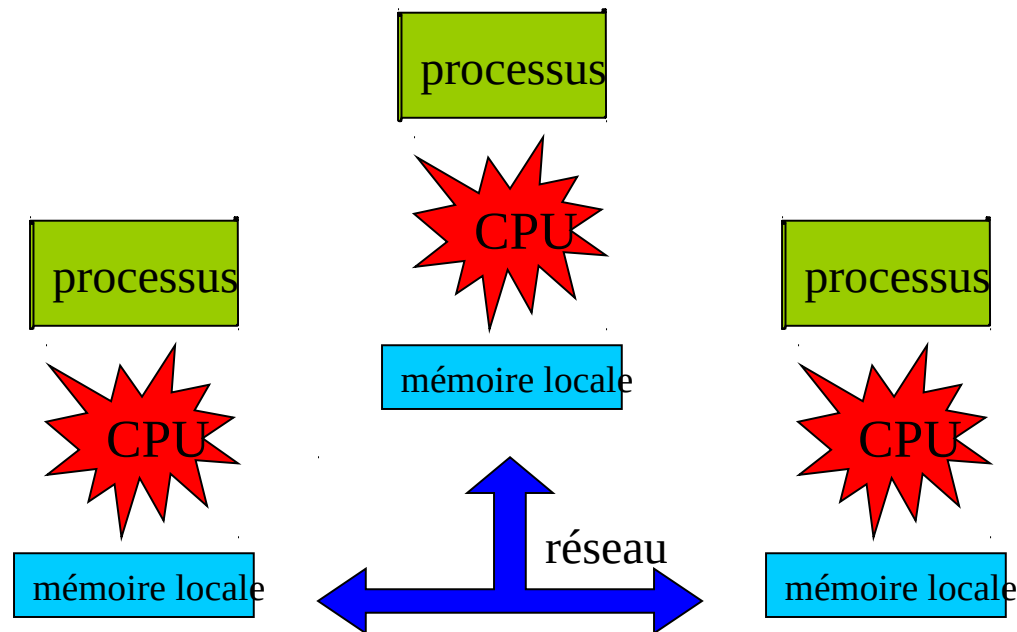 processus
CPU
mémoire locale
processus
CPU
mémoire locale
processus
CPU
mémoire locale
réseau